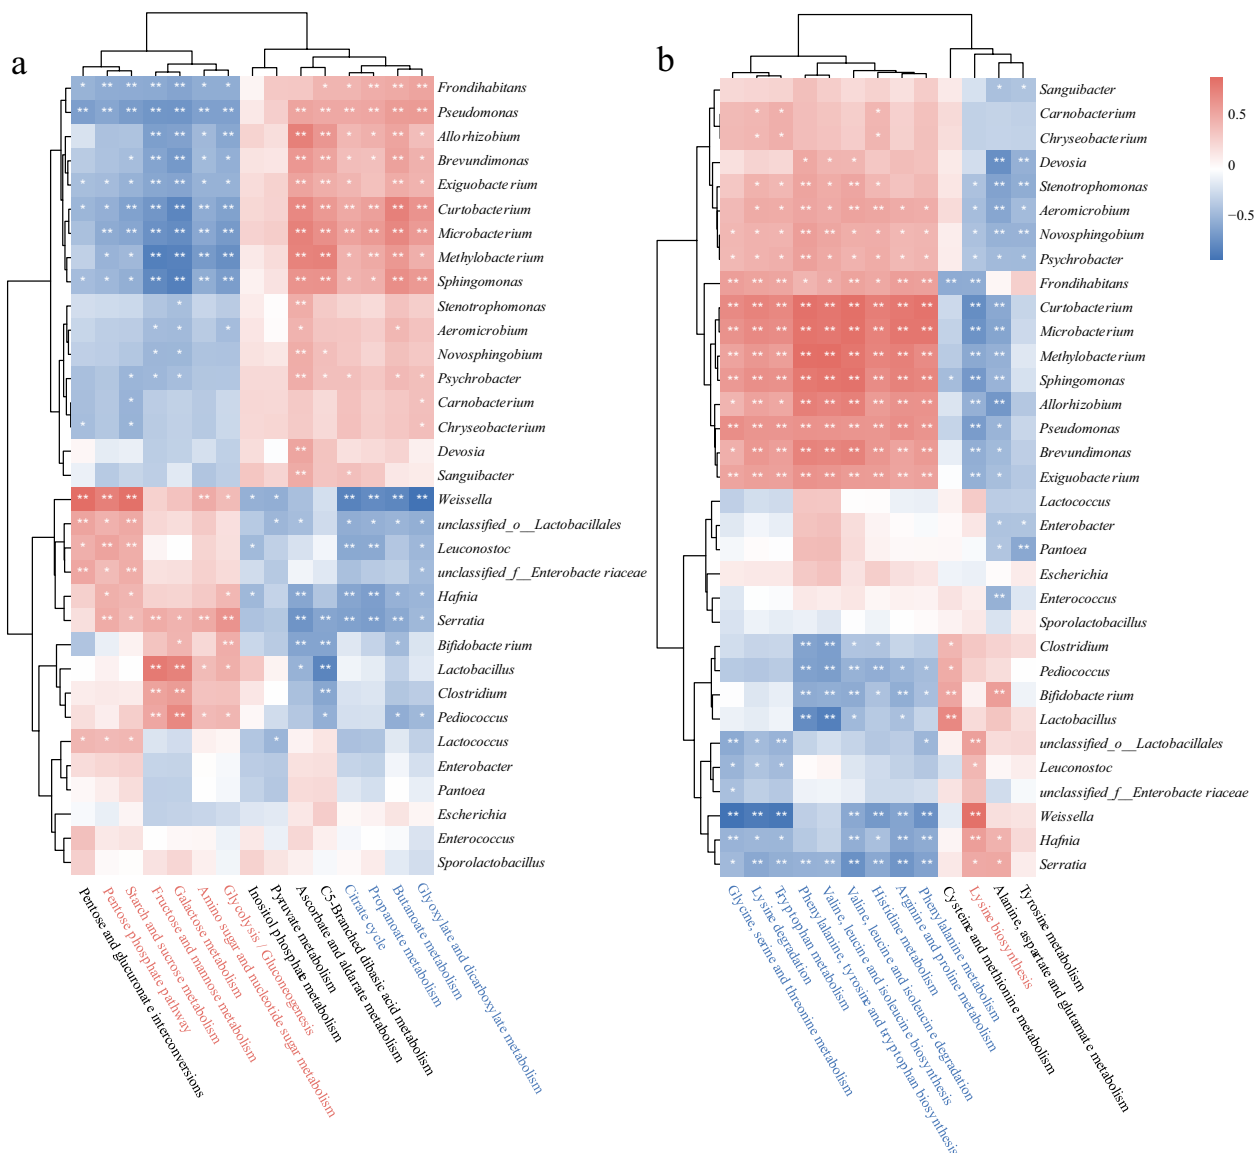 a
Frondihabitans
Pseudomonas
Allorhizobium
Brevundimonas
Exiguobacterium
Curtobacterium
Microbacterium
Methylobacterium
Sphingomonas
Stenotrophomonas
Aeromicrobium
Novosphingobium
Psychrobacter
Carnobacterium
Chryseobacterium
Devosia
Sanguibacter
Weissella
unclassified_o__Lactobacillales
Leuconostoc
unclassified_f__Enterobacteriaceae
Hafnia
Serratia
Bifidobacterium
Lactobacillus
Clostridium
Pediococcus
Lactococcus
Enterobacter
Pantoea
Escherichia
Enterococcus
Sporolactobacillus
Pentose and glucuronate interconversions
Pentose phosphate pathway
Starch and sucrose metabolism
Fructose and mannose metabolism
Galactose metabolism
Amino sugar and nucleotide sugar metabolism
Glycolysis / Gluconeogenesis
Inositol phosphate metabolism
Pyruvate metabolism
Ascorbate and aldarate metabolism
C5-Branched dibasic acid metabolism
Citrate cycle
Propanoate metabolism
Butanoate metabolism
Glyoxylate and dicarboxylate metabolism
b
Sanguibacter
Carnobacterium
Chryseobacterium
Devosia
Stenotrophomonas
Aeromicrobium
Novosphingobium
Psychrobacter
Frondihabitans
Curtobacterium
Microbacterium
Methylobacterium
Sphingomonas
Allorhizobium
Pseudomonas
Brevundimonas
Exiguobacterium
Lactococcus
Enterobacter
Pantoea
Escherichia
Enterococcus
Sporolactobacillus
Clostridium
Pediococcus
Bifidobacterium
Lactobacillus
unclassified_o__Lactobacillales
Leuconostoc
unclassified_f__Enterobacteriaceae
Weissella
Hafnia
Serratia
Glycine, serine and threonine metabolism
Lysine degradation
Tryptophan metabolism
Phenylalanine, tyrosine and tryptophan biosynthesis
Valine, leucine and isoleucine biosynthesis
Valine, leucine and isoleucine degradation
Histidine metabolism
Arginine and proline metabolism
Phenylalanine metabolism
Cysteine and methionine metabolism
Lysine biosynthesis
Alanine, aspartate and glutamate metabolism
Tyrosine metabolism
0.5
0
−0.5